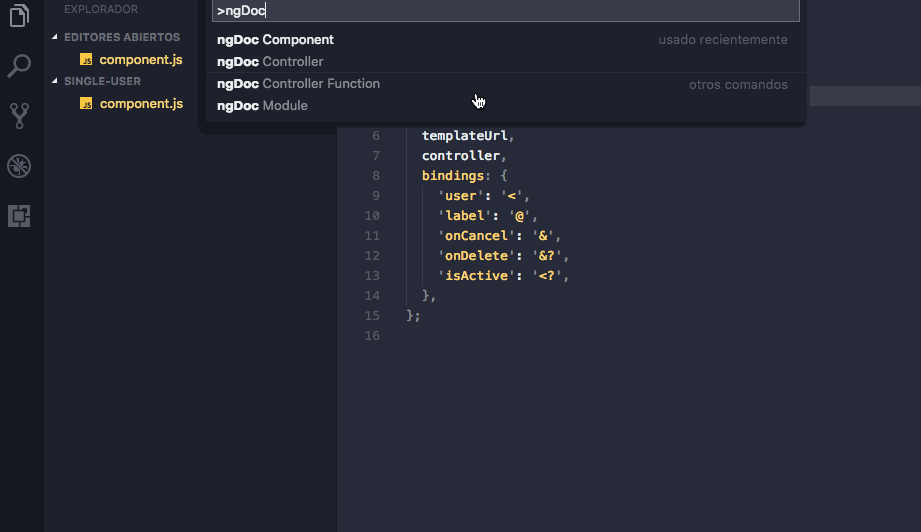 EXPLORADOR
EDITORES ABIERTOS
JS component.js
SINGLE-USER
JS component.js
>ngDoc
ngDoc Component usado recientemente
ngDoc Controller
ngDoc Controller Function otros comandos
ngDoc Module
6 templateUrl,
7 controller,
8 bindings: {
9 'user': '<',
10 'label': '@',
11 'onCancel': '&',
12 'onDelete': '&?',
13 'isActive': '<?',
14 },
15 };
16